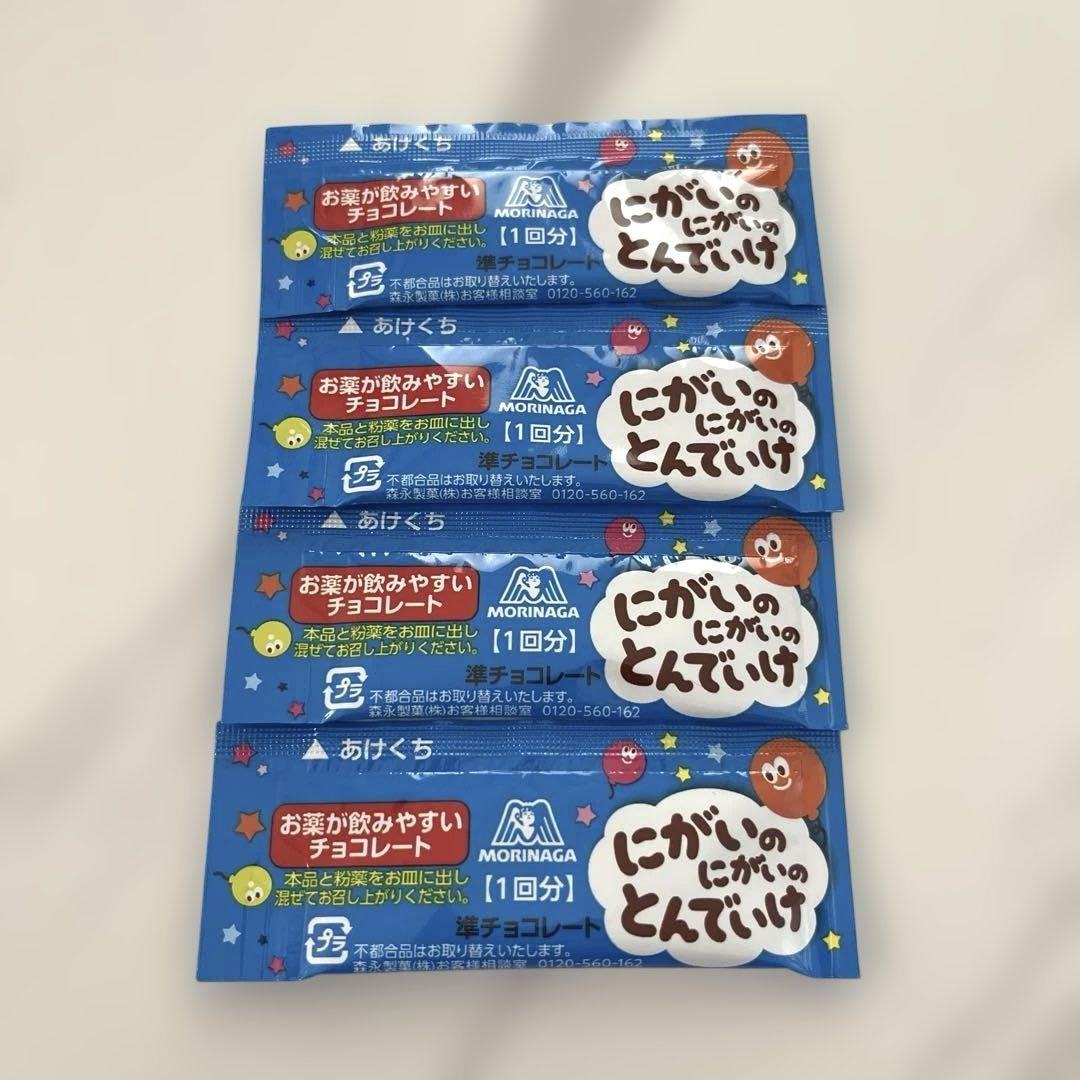 あけくち
お薬が飲みやすい
チョコレート
本品と粉薬をお皿に出し
混ぜてお召し上がりください。
MORINAGA
【1回分】
準チョコレート
プラ
不都合品はお取り替えいたします。
森永製菓(株)お客様相談室 0120-560-162
にがいの
にがいの
とんでいけ
あけくち
お薬が飲みやすい
チョコレート
本品と粉薬をお皿に出し
混ぜてお召し上がりください。
MORINAGA
【1回分】
準チョコレート
プラ
不都合品はお取り替えいたします。
森永製菓(株)お客様相談室 0120-560-162
にがいの
にがいの
とんでいけ
あけくち
お薬が飲みやすい
チョコレート
本品と粉薬をお皿に出し
混ぜてお召し上がりください。
MORINAGA
【1回分】
準チョコレート
プラ
不都合品はお取り替えいたします。
森永製菓(株)お客様相談室 0120-560-162
にがいの
にがいの
とんでいけ
あけくち
お薬が飲みやすい
チョコレート
本品と粉薬をお皿に出し
混ぜてお召し上がりください。
MORINAGA
【1回分】
準チョコレート
プラ
不都合品はお取り替えいたします。
森永製菓(株)お客様相談室 0120-560-162
にがいの
にがいの
とんでいけ